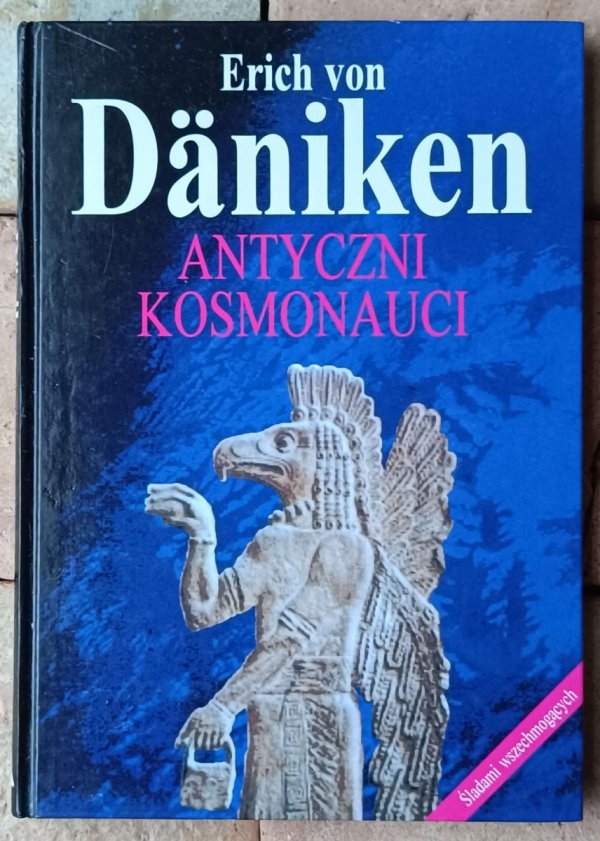 Erich von
Däniken
ANTYCZNI
KOSMONAUCI
Śladami wszechmogących